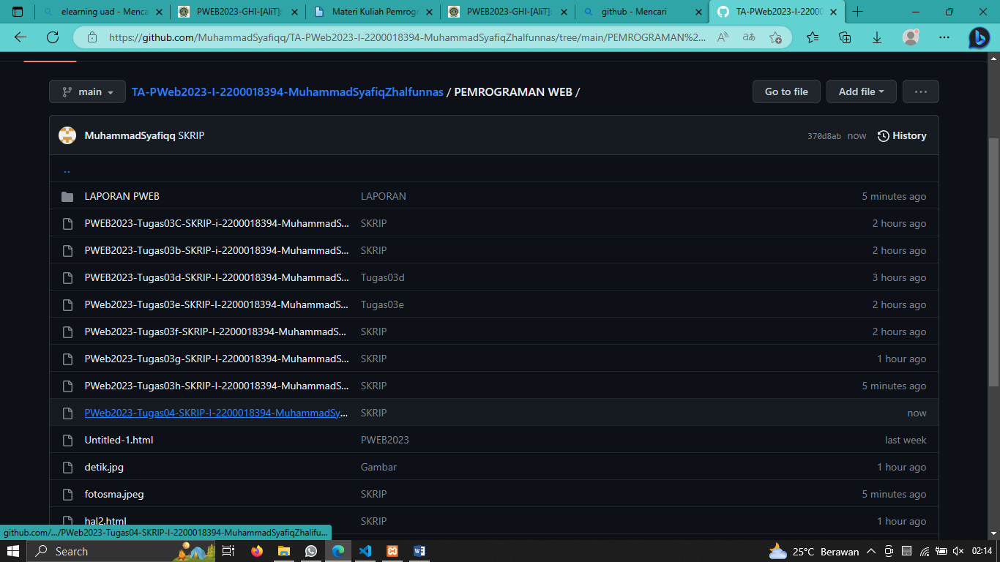 elearning uad - Menca
PWEB2023-GHI-[AliT]:
Materi Kuliah Pemrogr
PWEB2023-GHI-[AliT]:
github - Mencari
TA-PWeb2023-I-22000
https://github.com/MuhammadSyafiqq/TA-PWeb2023-I-2200018394-MuhammadSyafiqZhalfunnas/tree/main/PEMROGRAMAN%2...
main
TA-PWeb2023-I-2200018394-MuhammadSyafiqZhalfunnas / PEMROGRAMAN WEB /
Go to file
Add file
...
MuhammadSyafiqq SKRIP
370d8ab now
History
..
LAPORAN PWEB LAPORAN 5 minutes ago
PWEB2023-Tugas03C-SKRIP-i-2200018394-MuhammadS... SKRIP 2 hours ago
PWEB2023-Tugas03b-SKRIP-i-2200018394-MuhammadS... SKRIP 2 hours ago
PWEB2023-Tugas03d-SKRIP-I-2200018394-MuhammadS... Tugas03d 3 hours ago
PWeb2023-Tugas03e-SKRIP-I-2200018394-MuhammadS... Tugas03e 2 hours ago
PWeb2023-Tugas03f-SKRIP-I-2200018394-MuhammadS... SKRIP 2 hours ago
PWeb2023-Tugas03g-SKRIP-I-2200018394-MuhammadS... SKRIP 1 hour ago
PWeb2023-Tugas03h-SKRIP-I-2200018394-MuhammadS... SKRIP 5 minutes ago
PWeb2023-Tugas04-SKRIP-I-2200018394-MuhammadSy... SKRIP now
Untitled-1.html PWEB2023 last week
detik.jpg Gambar 1 hour ago
fotosma.jpeg SKRIP 5 minutes ago
hal2.html SKRIP 1 hour ago
github.com/.../PWeb2023-Tugas04-SKRIP-I-2200018394-MuhammadSyafiqZhalifu...
Search
25°C Berawan
02:14